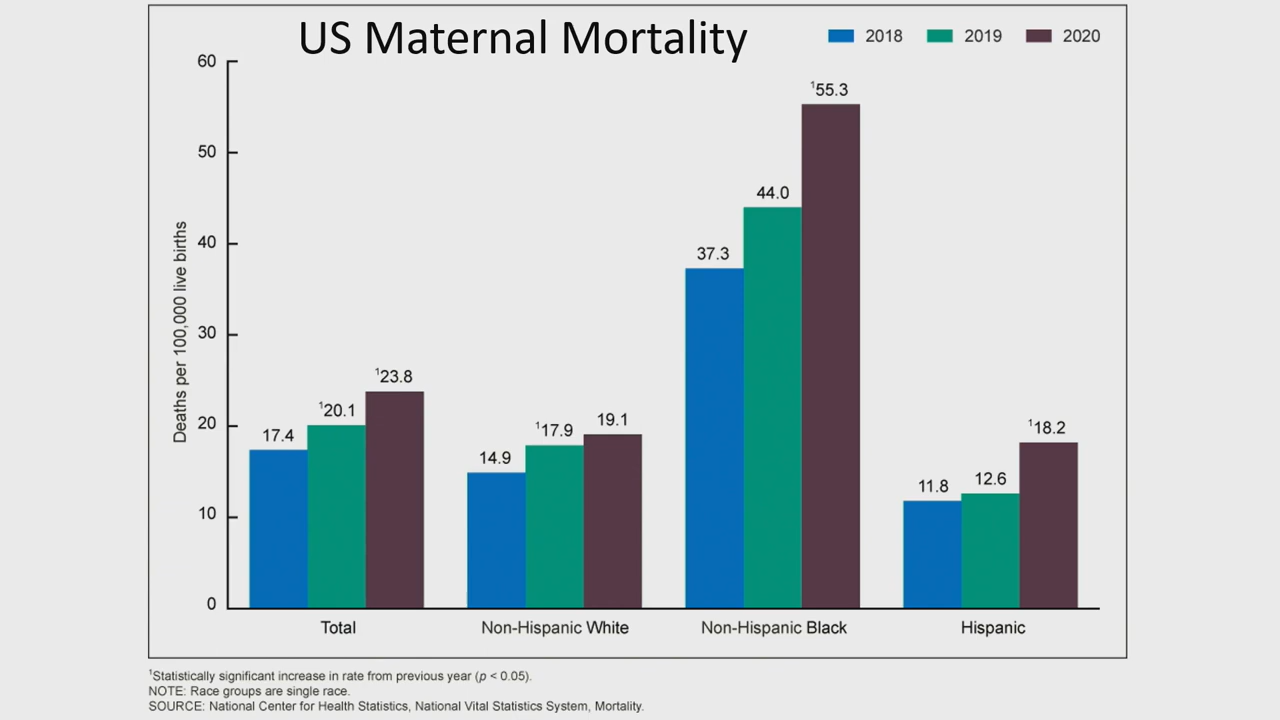 US Maternal Mortality
2018 2019 2020
60
50
40
30
20
10
0
Deaths per 100,000 live births
17.4 ¹20.1 ¹23.8
14.9 ¹17.9 19.1
37.3 44.0 ¹55.3
11.8 12.6 ¹18.2
Total Non-Hispanic White Non-Hispanic Black Hispanic
¹Statistically significant increase in rate from previous year (p < 0.05).
NOTE: Race groups are single race.
SOURCE: National Center for Health Statistics, National Vital Statistics System, Mortality.